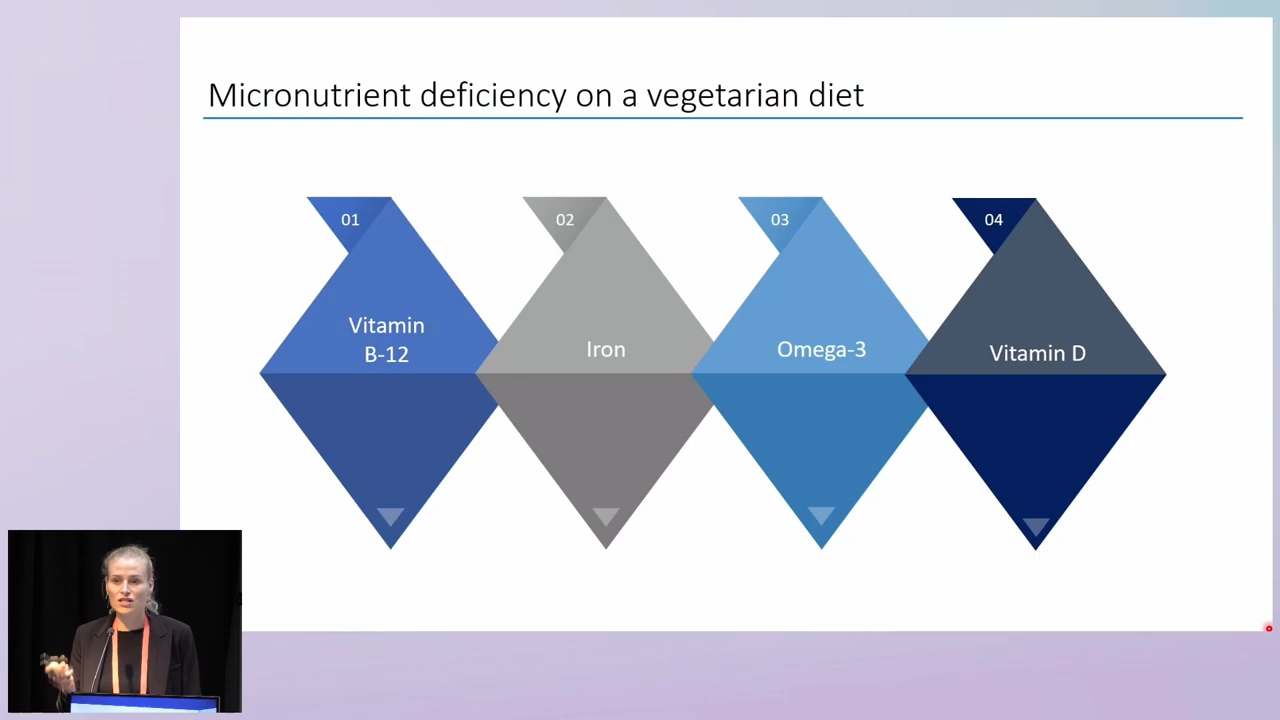 Micronutrient deficiency on a vegetarian diet
01
02
03
04
Vitamin
B-12
Iron
Omega-3
Vitamin D